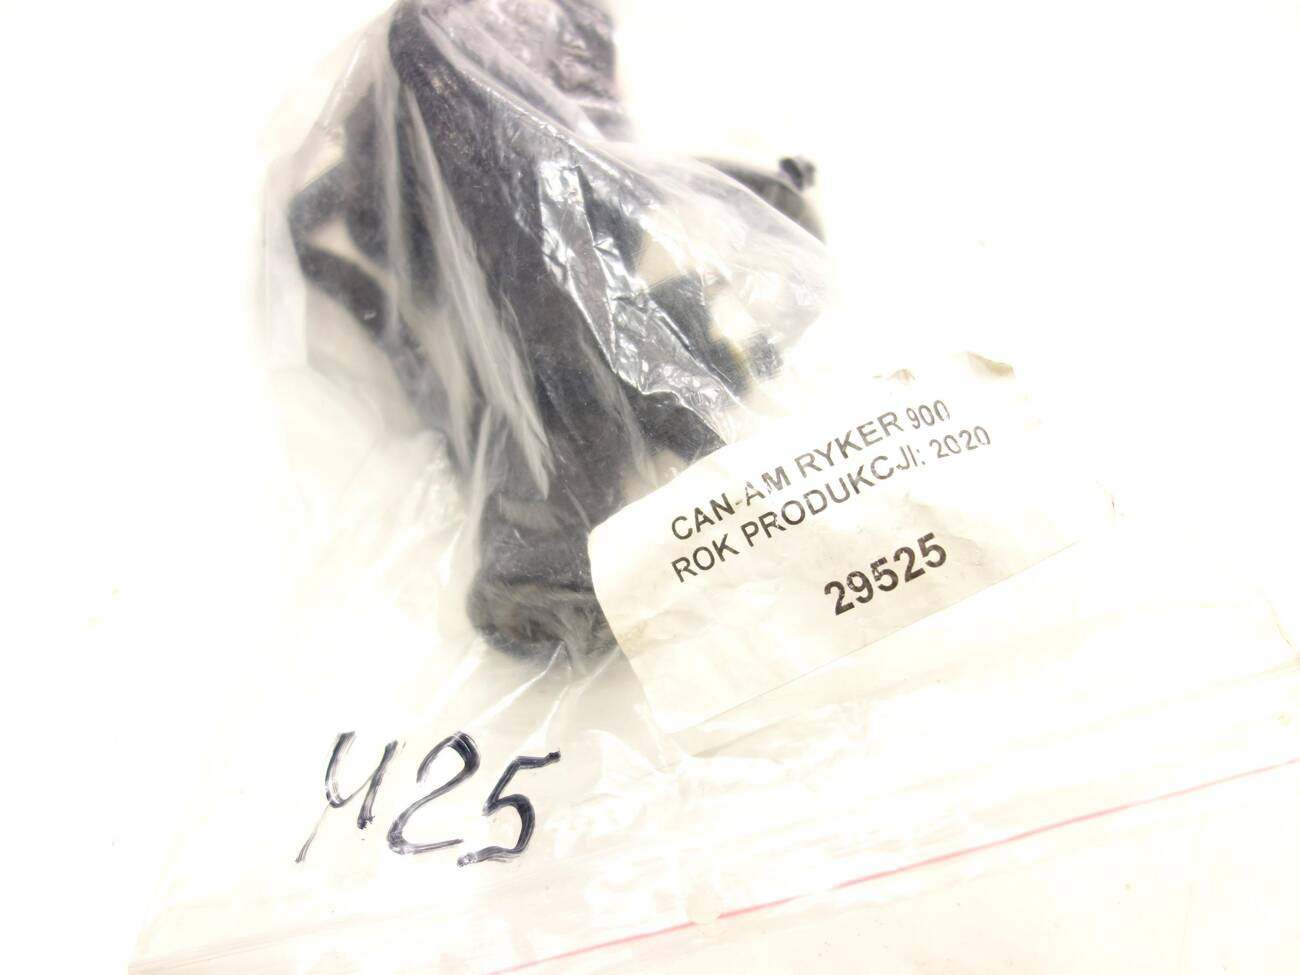 CAN-AM RYKER 900
ROK PRODUKCJI: 2020
29525
425